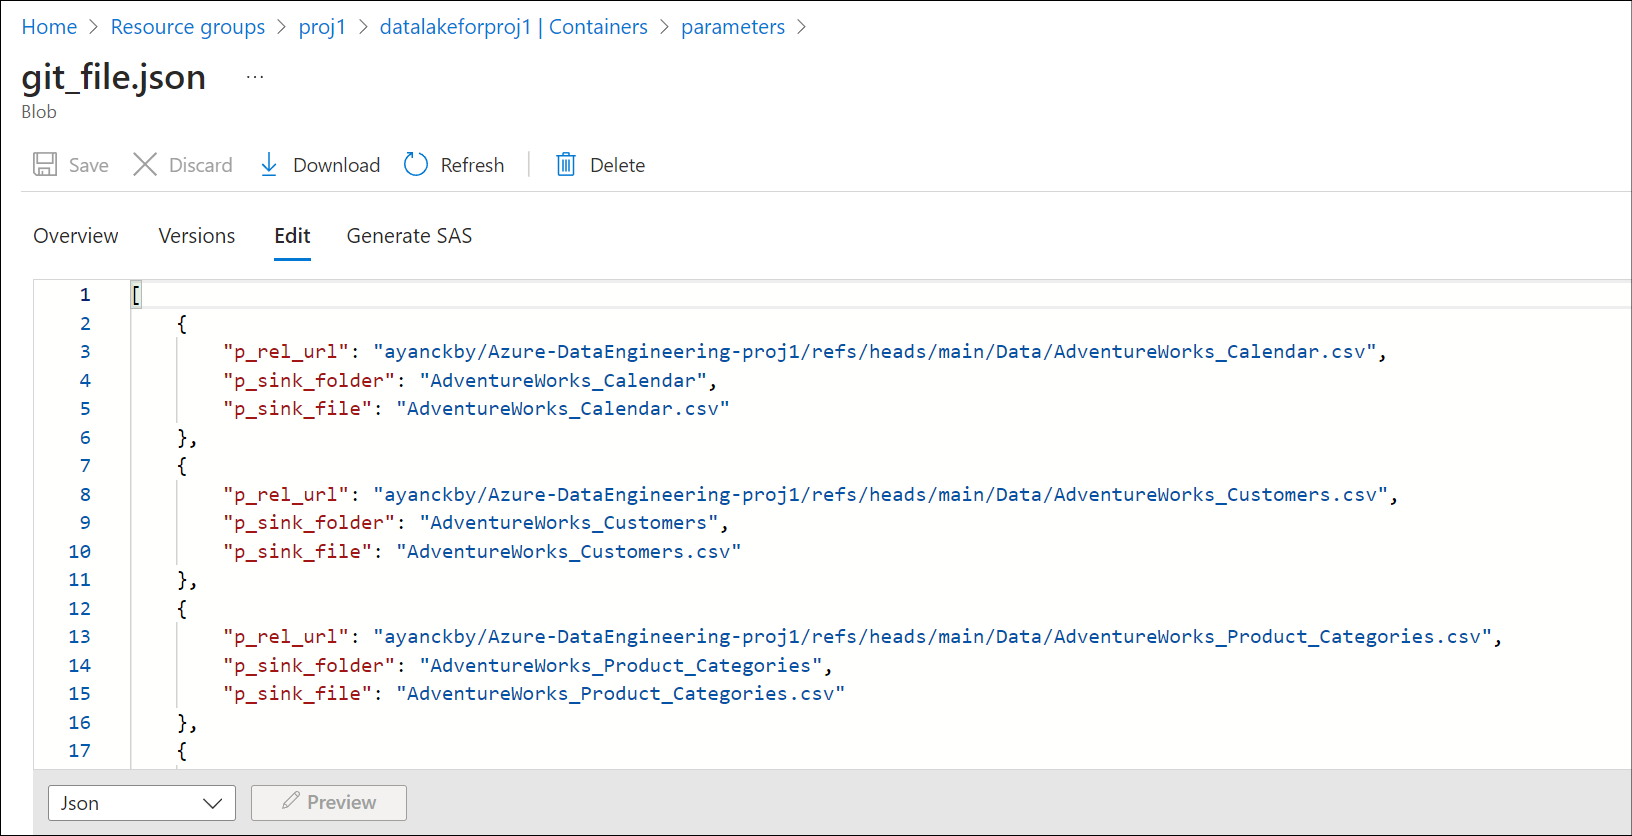 Home > Resource groups > proj1 > datalakeforproj1 | Containers > parameters >
git_file.json ...
Blob
Save Discard Download Refresh Delete
Overview Versions Edit Generate SAS
1 [
2 {
3 "p_rel_url": "ayanckby/Azure-DataEngineering-proj1/refs/heads/main/Data/AdventureWorks_Calendar.csv",
4 "p_sink_folder": "AdventureWorks_Calendar",
5 "p_sink_file": "AdventureWorks_Calendar.csv"
6 },
7 {
8 "p_rel_url": "ayanckby/Azure-DataEngineering-proj1/refs/heads/main/Data/AdventureWorks_Customers.csv",
9 "p_sink_folder": "AdventureWorks_Customers",
10 "p_sink_file": "AdventureWorks_Customers.csv"
11 },
12 {
13 "p_rel_url": "ayanckby/Azure-DataEngineering-proj1/refs/heads/main/Data/AdventureWorks_Product_Categories.csv",
14 "p_sink_folder": "AdventureWorks_Product_Categories",
15 "p_sink_file": "AdventureWorks_Product_Categories.csv"
16 },
17 {
Json Preview